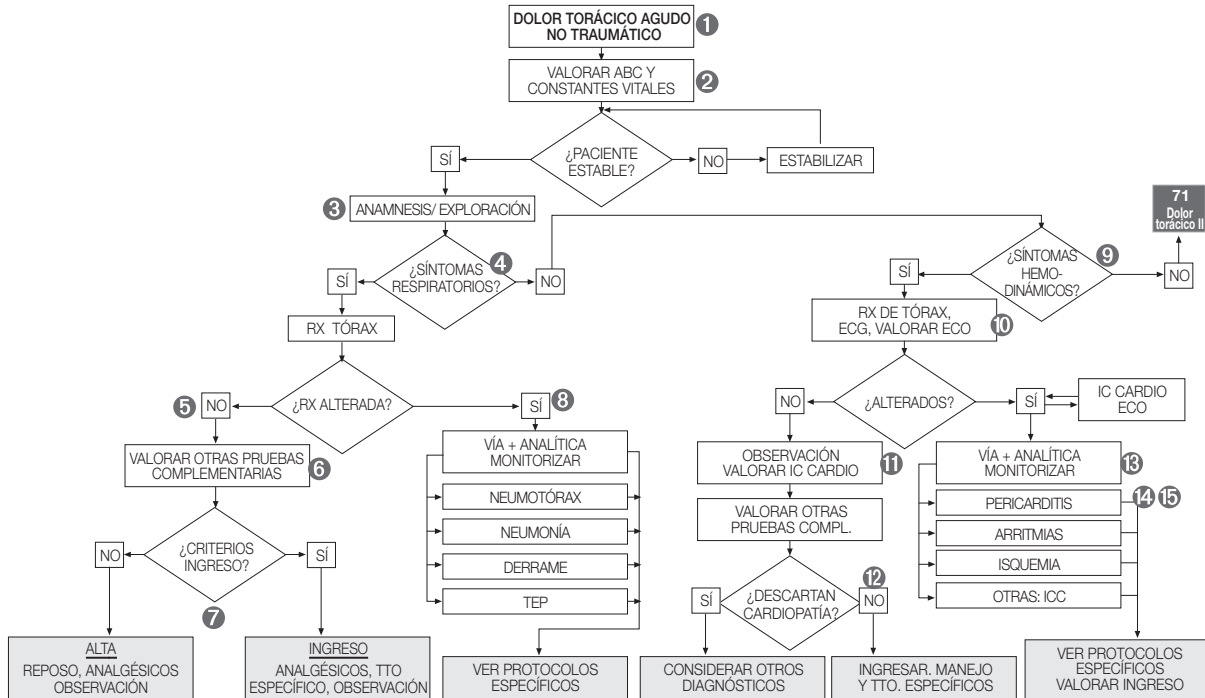 DOLOR TORÁCICO AGUDO
NO TRAUMÁTICO
1
VALORAR ABC Y
CONSTANTES VITALES
2
¿PACIENTE
ESTABLE?
SÍ
NO
ESTABILIZAR
3
ANAMNESIS/ EXPLORACIÓN
71
Dolor
torácico II
¿SÍNTOMAS
RESPIRATORIOS?
4
SÍ
NO
¿SÍNTOMAS
HEMO-
DINÁMICOS?
9
SÍ
NO
RX TÓRAX
RX DE TÓRAX,
ECG, VALORAR ECO
10
¿RX ALTERADA?
5
NO
SÍ
8
¿ALTERADOS?
NO
SÍ
IC CARDIO
ECO
VALORAR OTRAS PRUEBAS
COMPLEMENTARIAS
6
VÍA + ANALÍTICA
MONITORIZAR
NEUMOTÓRAX
NEUMONÍA
DERRAME
TEP
OBSERVACIÓN
VALORAR IC CARDIO
11
VALORAR OTRAS
PRUEBAS COMPL.
VÍA + ANALÍTICA
MONITORIZAR
13
PERICARDITIS
14 15
ARRITMIAS
ISQUEMIA
OTRAS: ICC
¿CRITERIOS
INGRESO?
7
NO
SÍ
¿DESCARTAN
CARDIOPATÍA?
12
SÍ
NO
ALTA
REPOSO, ANALGÉSICOS
OBSERVACIÓN
INGRESO
ANALGÉSICOS, TTO
ESPECÍFICO, OBSERVACIÓN
VER PROTOCOLOS
ESPECÍFICOS
CONSIDERAR OTROS
DIAGNÓSTICOS
INGRESAR. MANEJO
Y TTO. ESPECÍFICOS
VER PROTOCOLOS
ESPECÍFICOS
VALORAR INGRESO